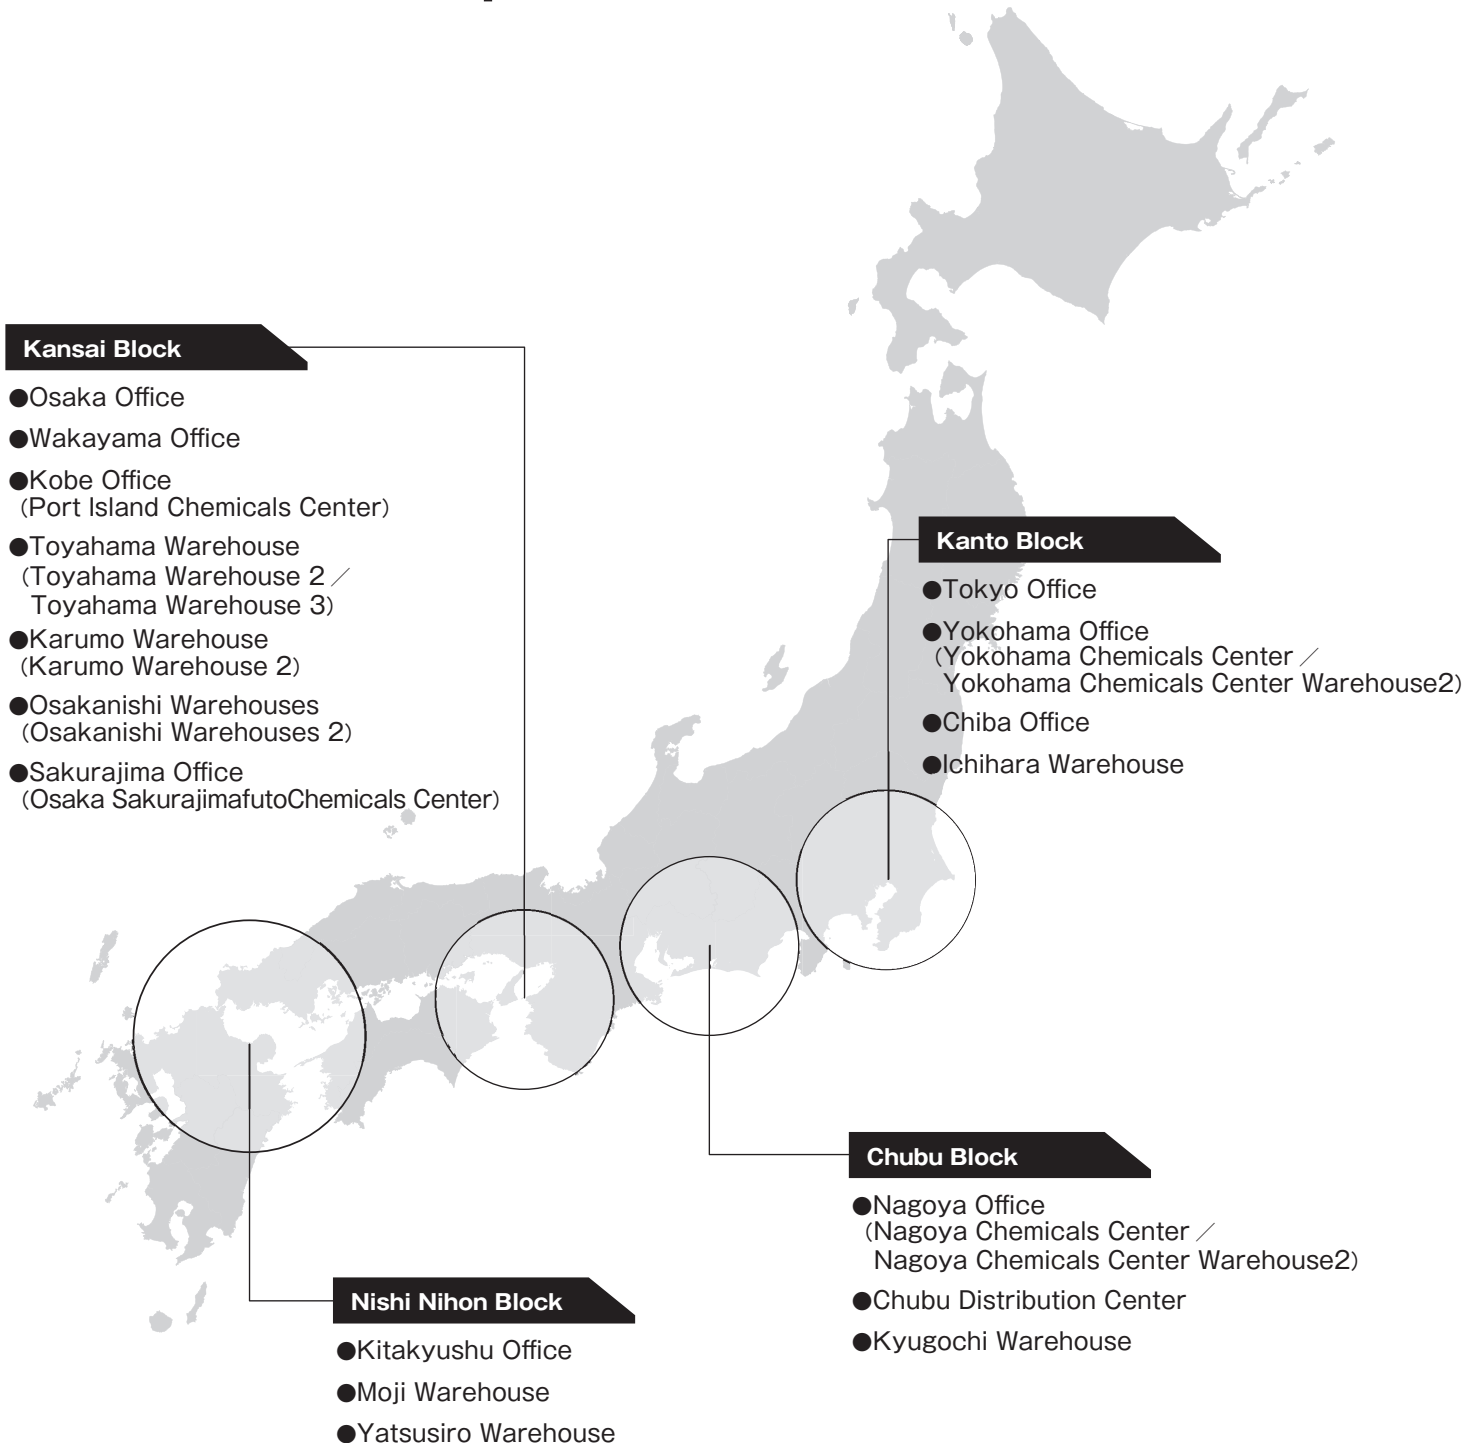 Kansai Block
●Osaka Office
●Wakayama Office
●Kobe Office
(Port Island Chemicals Center)
●Toyahama Warehouse
(Toyahama Warehouse 2／
Toyahama Warehouse 3)
●Karumo Warehouse
(Karumo Warehouse 2)
●Osakanishi Warehouses
(Osakanishi Warehouses 2)
●Sakurajima Office
(Osaka SakurajimafutoChemicals Center)
Kanto Block
●Tokyo Office
●Yokohama Office
(Yokohama Chemicals Center／
Yokohama Chemicals Center Warehouse2)
●Chiba Office
●Ichihara Warehouse
Chubu Block
●Nagoya Office
(Nagoya Chemicals Center／
Nagoya Chemicals Center Warehouse2)
●Chubu Distribution Center
●Kyugochi Warehouse
Nishi Nihon Block
●Kitakyushu Office
●Moji Warehouse
●Yatsusiro Warehouse